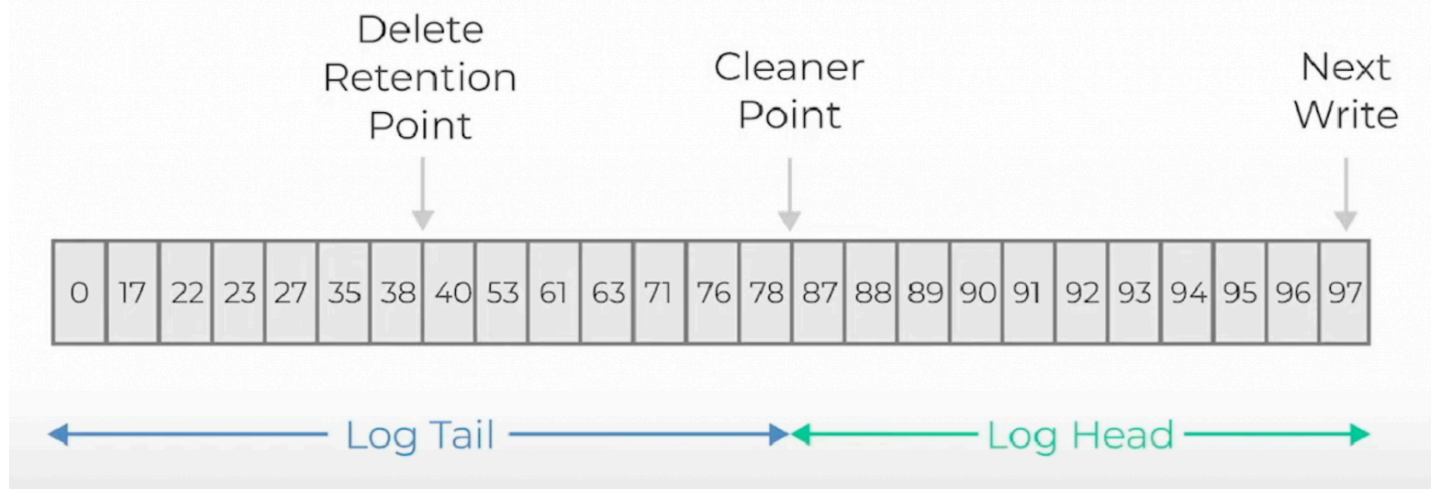 Delete
Retention
Point
Cleaner
Point
Next
Write
0 17 22 23 27 35 38 40 53 61 63 71 76 78 87 88 89 90 91 92 93 94 95 96 97
Log Tail
Log Head